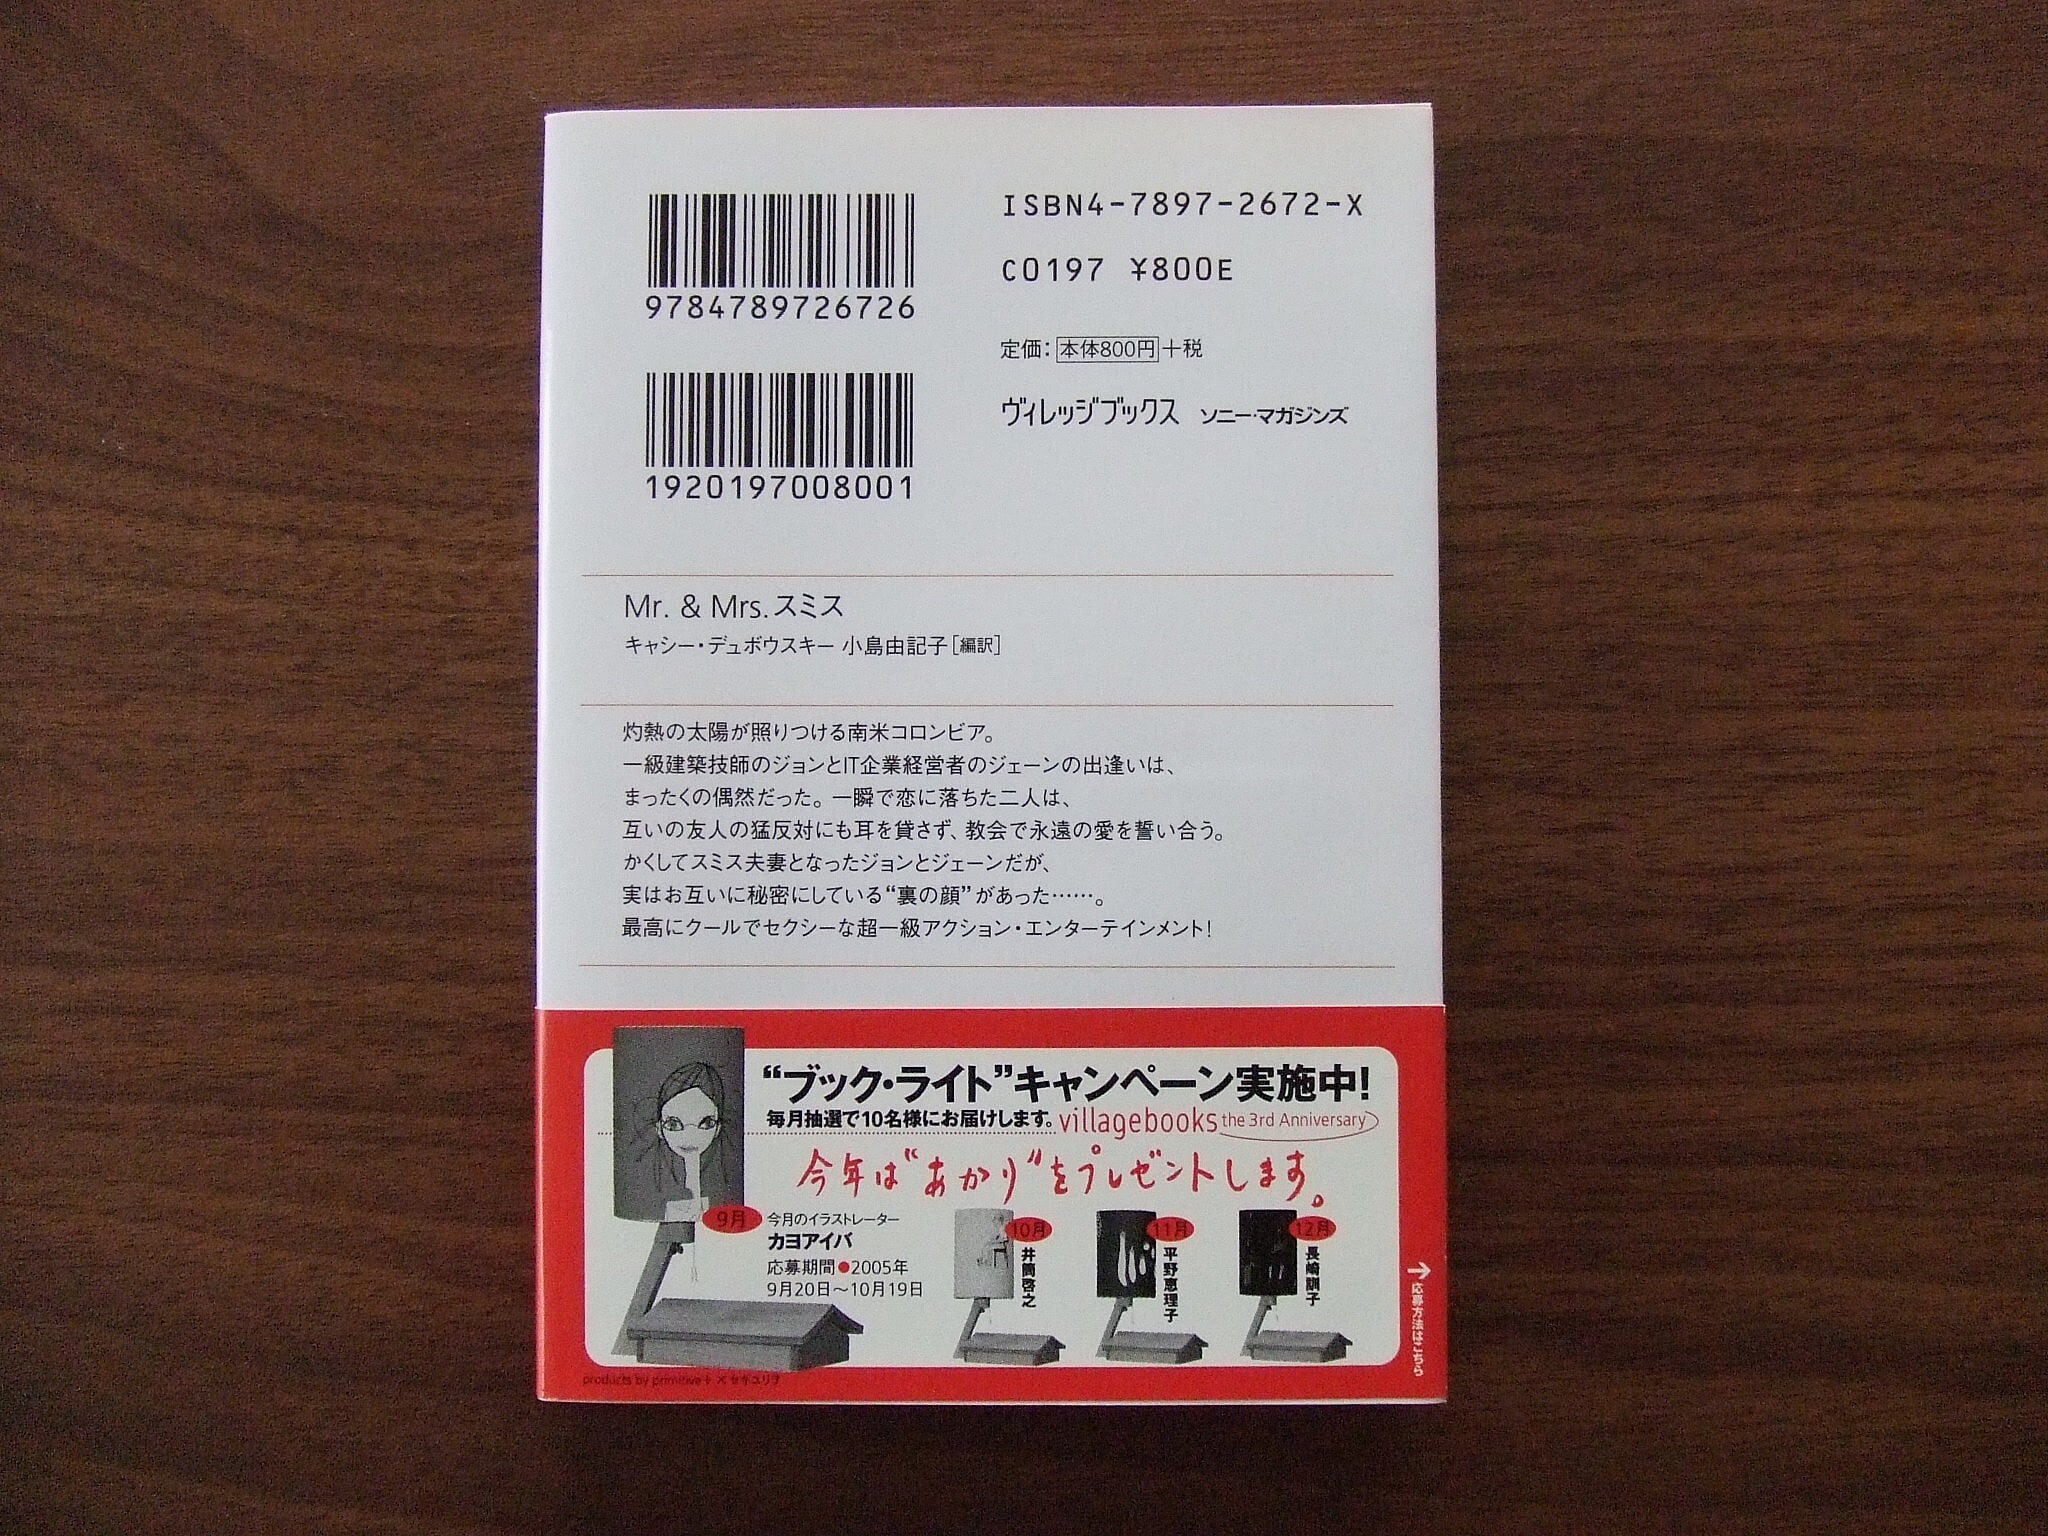 9784789726726
1920197008001
ISBN4-7897-2672-X
C0197 ¥800E
定価：本体800円＋税
ヴィレッジブックス ソニー・マガジンズ
Mr. & Mrs. スミス
キャシー・デュボウスキー 小島由記子［編訳］
灼熱の太陽が照りつける南米コロンビア。
一級建築技師のジョンとIT企業経営者のジェーンの出逢いは、
まったくの偶然だった。一瞬で恋に落ちた二人は、
互いの友人の猛反対にも耳を貸さず、教会で永遠の愛を誓い合う。
かくしてスミス夫妻となったジョンとジェーンだが、
実はお互いに秘密にしている“裏の顔”があった……。
最高にクールでセクシーな超一級アクション・エンターテインメント！
“ブック・ライト”キャンペーン実施中！
毎月抽選で10名様にお届けします。villagebooks the 3rd Anniversary
今年は“あかり”をプレゼントします。
9月
今月のイラストレーター
カヨアイバ
応募期間●2005年
9月20日～10月19日
10月
井筒啓之
11月
平野恵理子
12月
長崎訓子
→応募方法はこちら
products by primitive+ × セキユリヲ